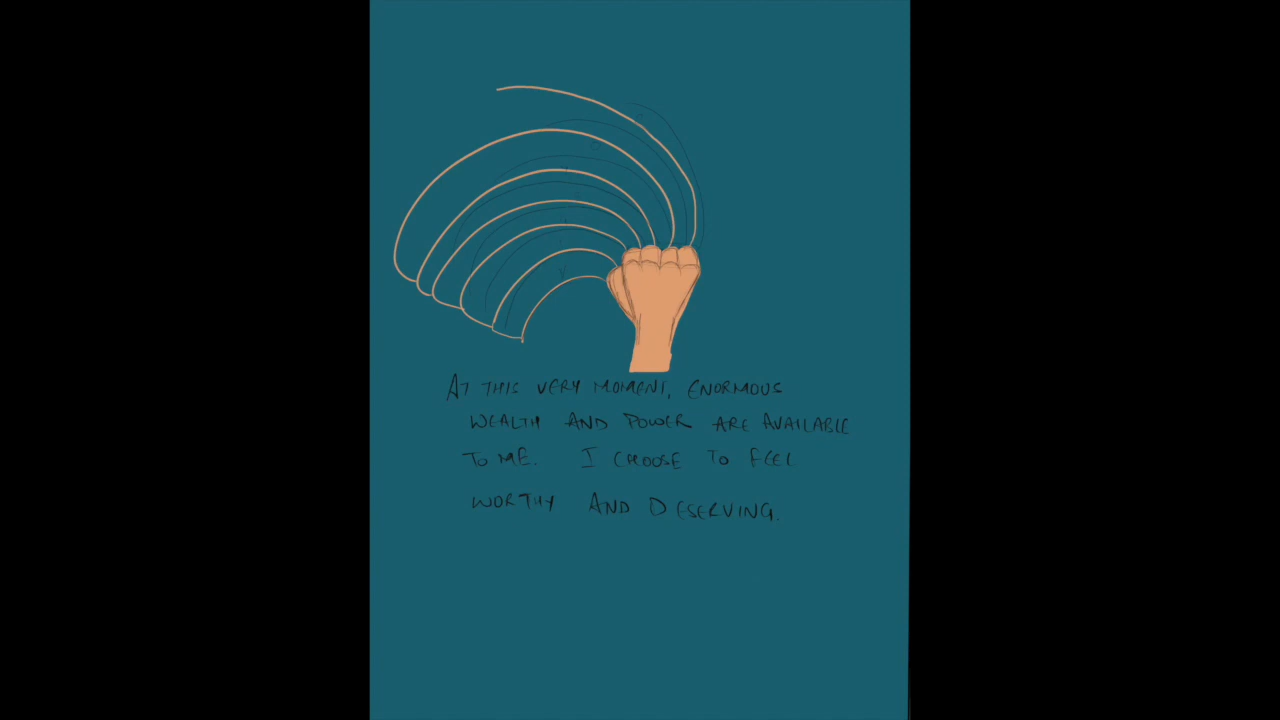 AT THIS VERY MOMENT, ENORMOUS
WEALTH AND POWER ARE AVAILABLE
TO ME. I CHOOSE TO FEEL
WORTHY AND DESERVING.